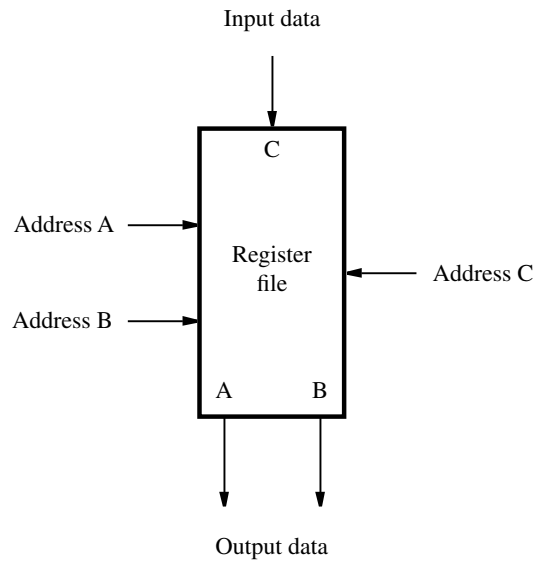 Input data
C
Address A
Register
file
Address C
Address B
A
B
Output data